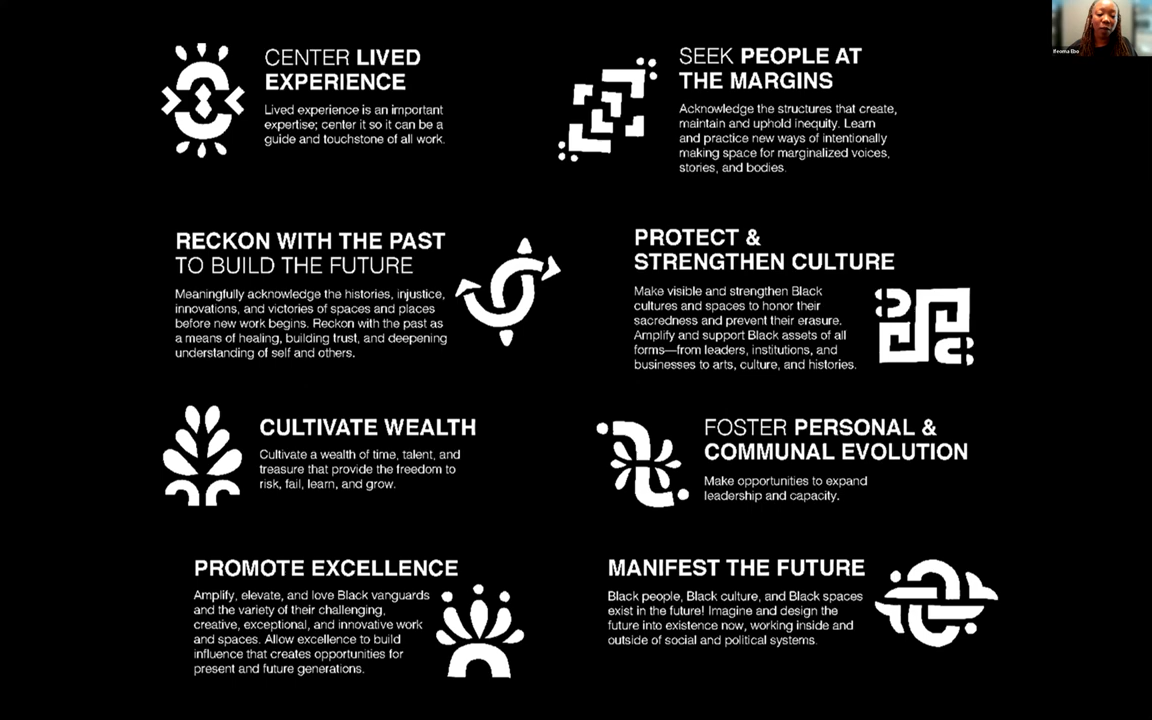 CENTER LIVED
EXPERIENCE
Lived experience is an important
expertise; center it so it can be a
guide and touchstone of all work.
SEEK PEOPLE AT
THE MARGINS
Acknowledge the structures that create,
maintain and uphold inequity. Learn
and practice new ways of intentionally
making space for marginalized voices,
stories, and bodies.
RECKON WITH THE PAST
TO BUILD THE FUTURE
Meaningfully acknowledge the histories, injustice,
innovations, and victories of spaces and places
before new work begins. Reckon with the past as
a means of healing, building trust, and deepening
understanding of self and others.
PROTECT &
STRENGTHEN CULTURE
Make visible and strengthen Black
cultures and spaces to honor their
sacredness and prevent their erasure.
Amplify and support Black assets of all
forms—from leaders, institutions, and
businesses to arts, culture, and histories.
CULTIVATE WEALTH
Cultivate a wealth of time, talent, and
treasure that provide the freedom to
risk, fail, learn, and grow.
FOSTER PERSONAL &
COMMUNAL EVOLUTION
Make opportunities to expand
leadership and capacity.
PROMOTE EXCELLENCE
Amplify, elevate, and love Black vanguards
and the variety of their challenging,
creative, exceptional, and innovative work
and spaces. Allow excellence to build
influence that creates opportunities for
present and future generations.
MANIFEST THE FUTURE
Black people, Black culture, and Black spaces
exist in the future! Imagine and design the
future into existence now, working inside and
outside of social and political systems.
Ifeoma Ebo